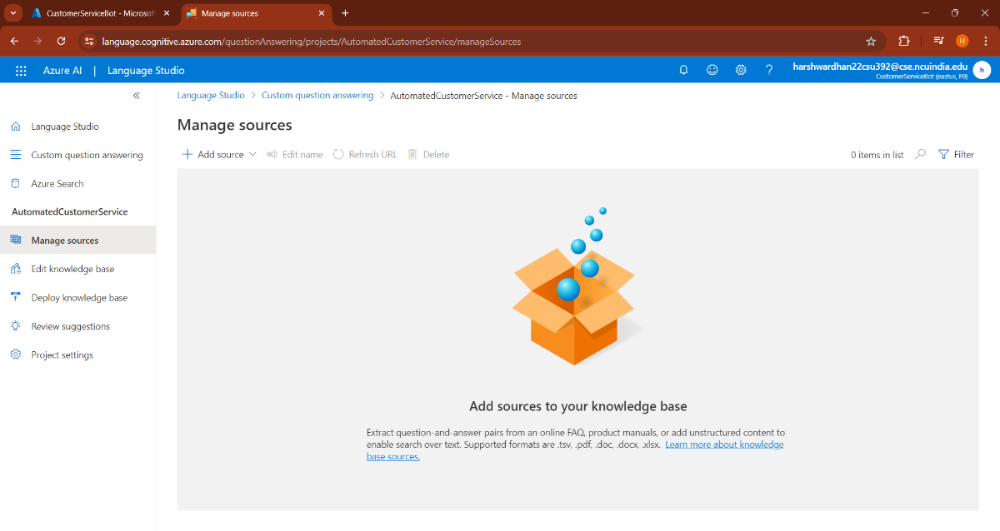 CustomerServiceBot - Microsoft
Manage sources
language.cognitive.azure.com/questionAnswering/projects/AutomatedCustomerService/manageSources
H
Azure AI | Language Studio
harshwardhan22csu392@cse.ncuindia.edu
CustomerServiceBot (eastus, F0)
h
Language Studio > Custom question answering > AutomatedCustomerService - Manage sources
Manage sources
Add source
Edit name
Refresh URL
Delete
0 items in list
Filter
Language Studio
Custom question answering
Azure Search
AutomatedCustomerService
Manage sources
Edit knowledge base
Deploy knowledge base
Review suggestions
Project settings
Add sources to your knowledge base
Extract question-and-answer pairs from an online FAQ, product manuals, or add unstructured content to
enable search over text. Supported formats are .tsv, .pdf, .doc, .docx, .xlsx. Learn more about knowledge
base sources.